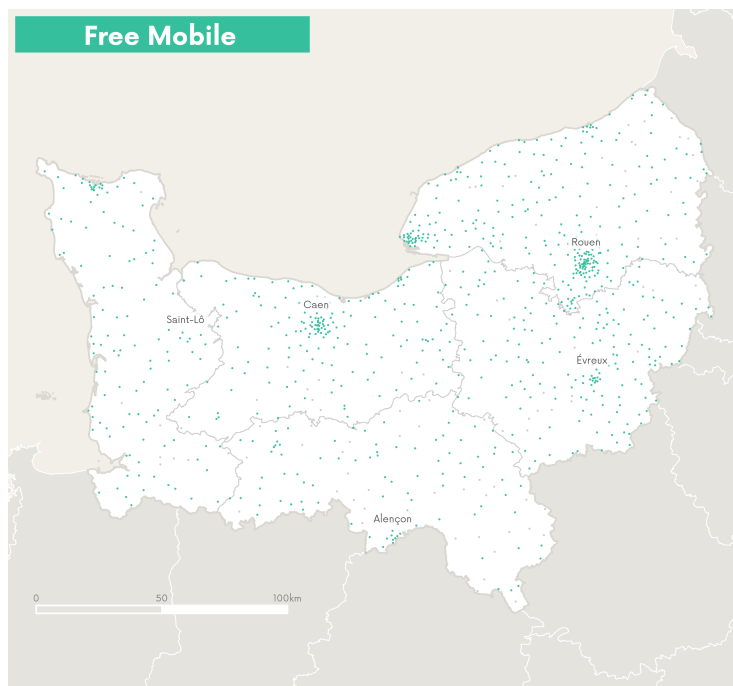 Free Mobile
Rouen
Caen
Saint-Lô
Évreux
Alençon
0 50 100km